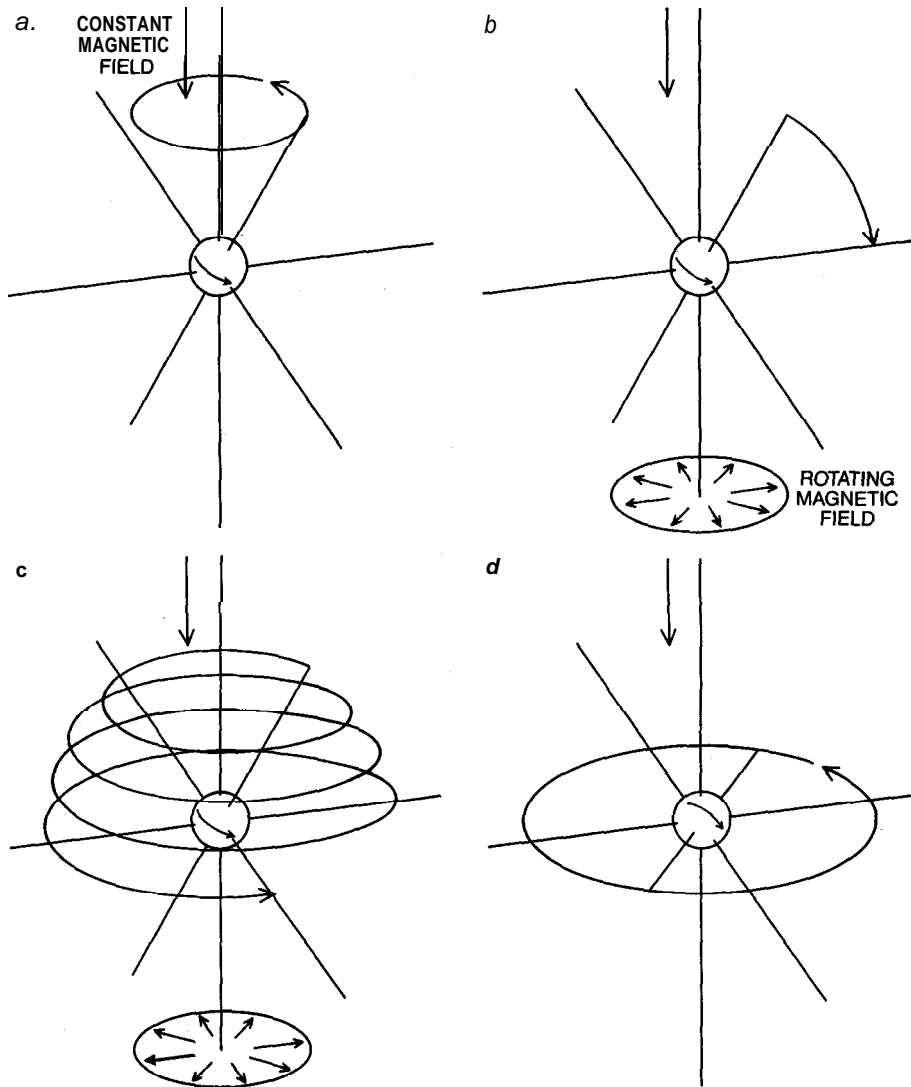 a.
CONSTANT
MAGNETIC
FIELD
b
ROTATING
MAGNETIC
FIELD
c
d